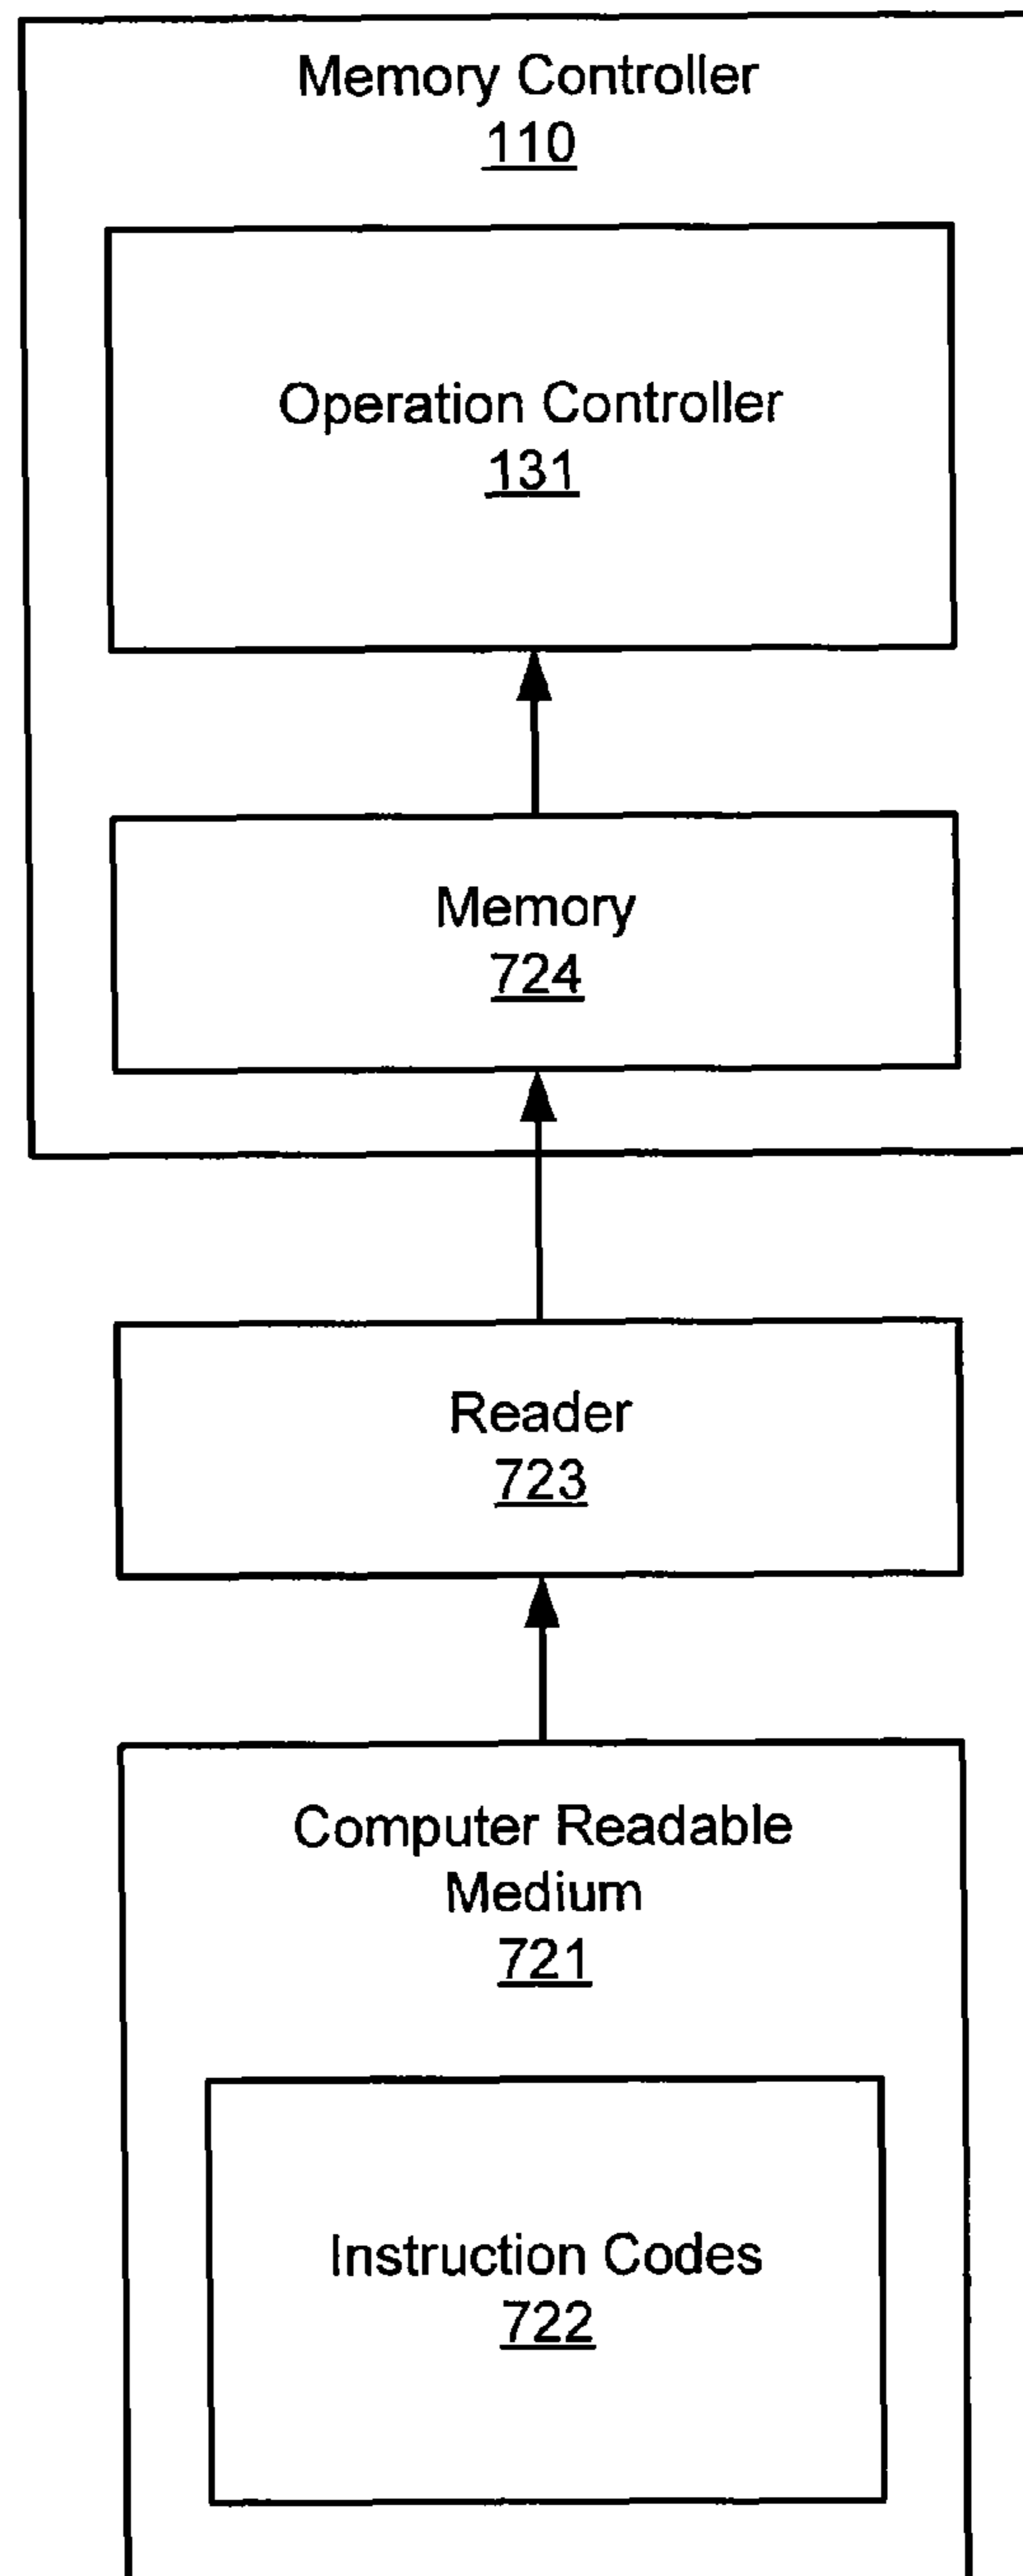 Memory Controller
110
Operation Controller
131
Memory
724
Reader
723
Computer Readable
Medium
721
Instruction Codes
722